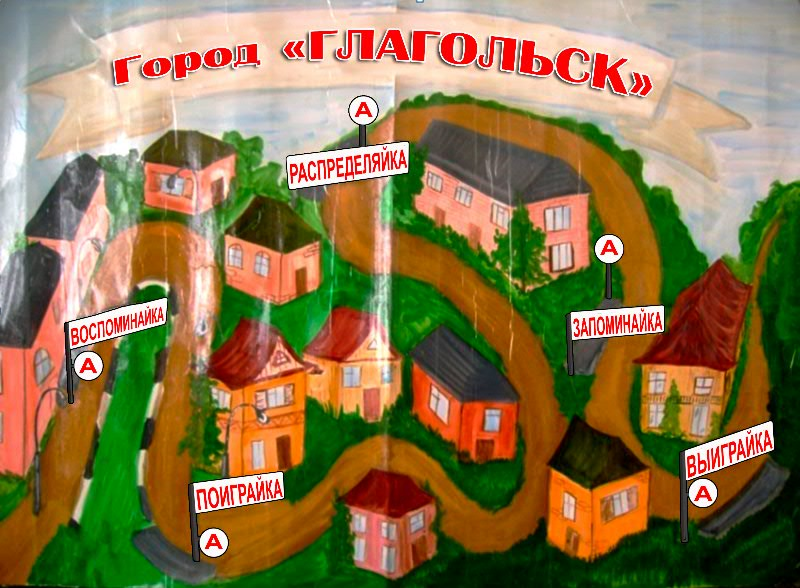 Город «ГЛАГОЛЬСК»
А
РАСПРЕДЕЛЯЙКА
А
ЗАПОМИНАЙКА
ВОСПОМИНАЙКА
А
ВЫИГРАЙКА
А
ПОИГРАЙКА
А